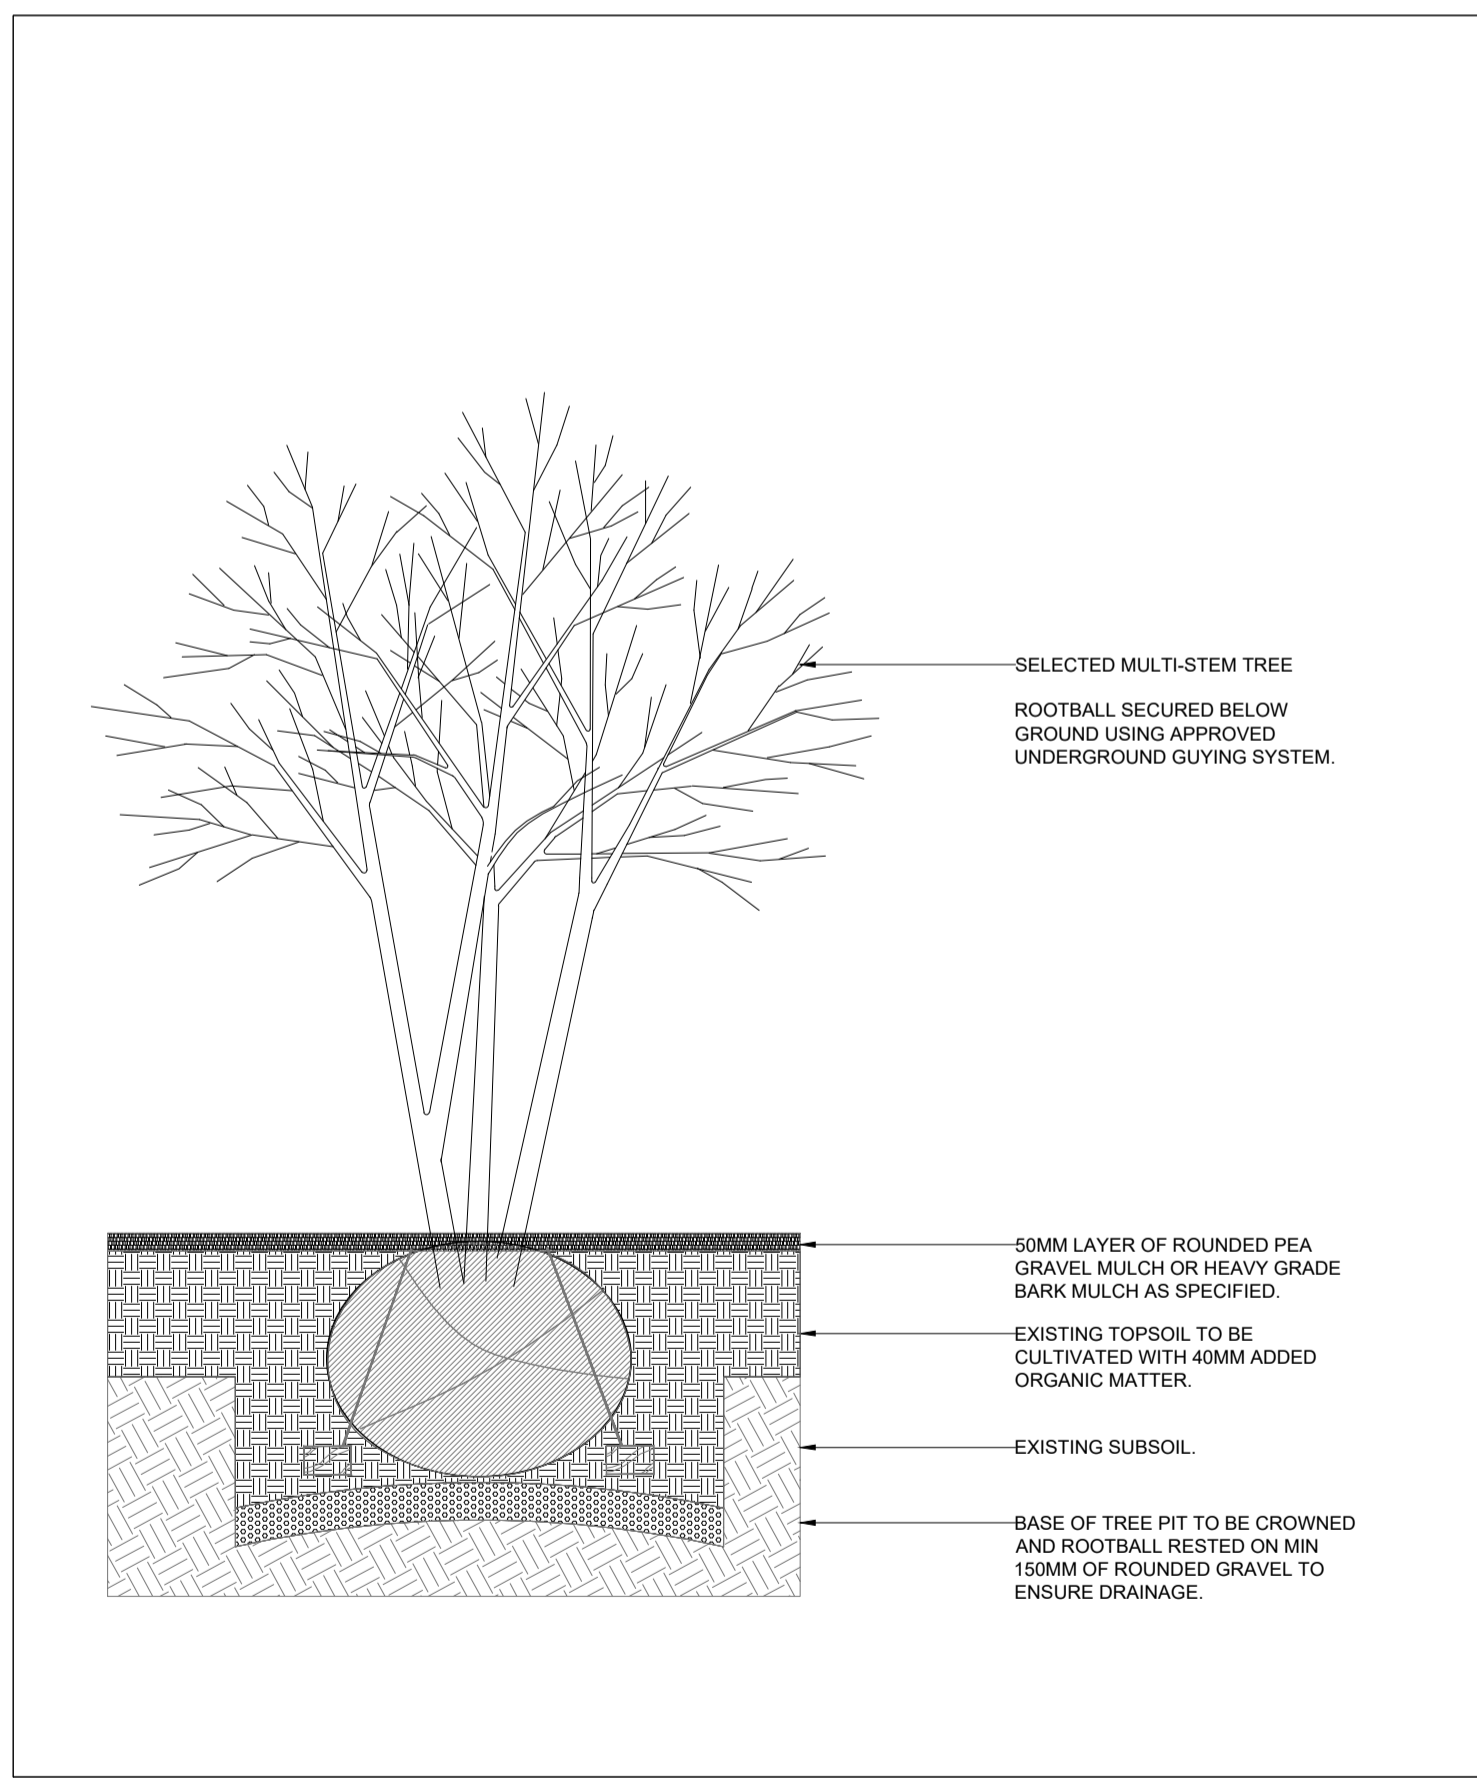 SELECTED MULTI-STEM TREE
ROOTBALL SECURED BELOW
GROUND USING APPROVED
UNDERGROUND GUYING SYSTEM.
50MM LAYER OF ROUNDED PEA
GRAVEL MULCH OR HEAVY GRADE
BARK MULCH AS SPECIFIED.
EXISTING TOPSOIL TO BE
CULTIVATED WITH 40MM ADDED
ORGANIC MATTER.
EXISTING SUBSOIL.
BASE OF TREE PIT TO BE CROWNED
AND ROOTBALL RESTED ON MIN
150MM OF ROUNDED GRAVEL TO
ENSURE DRAINAGE.